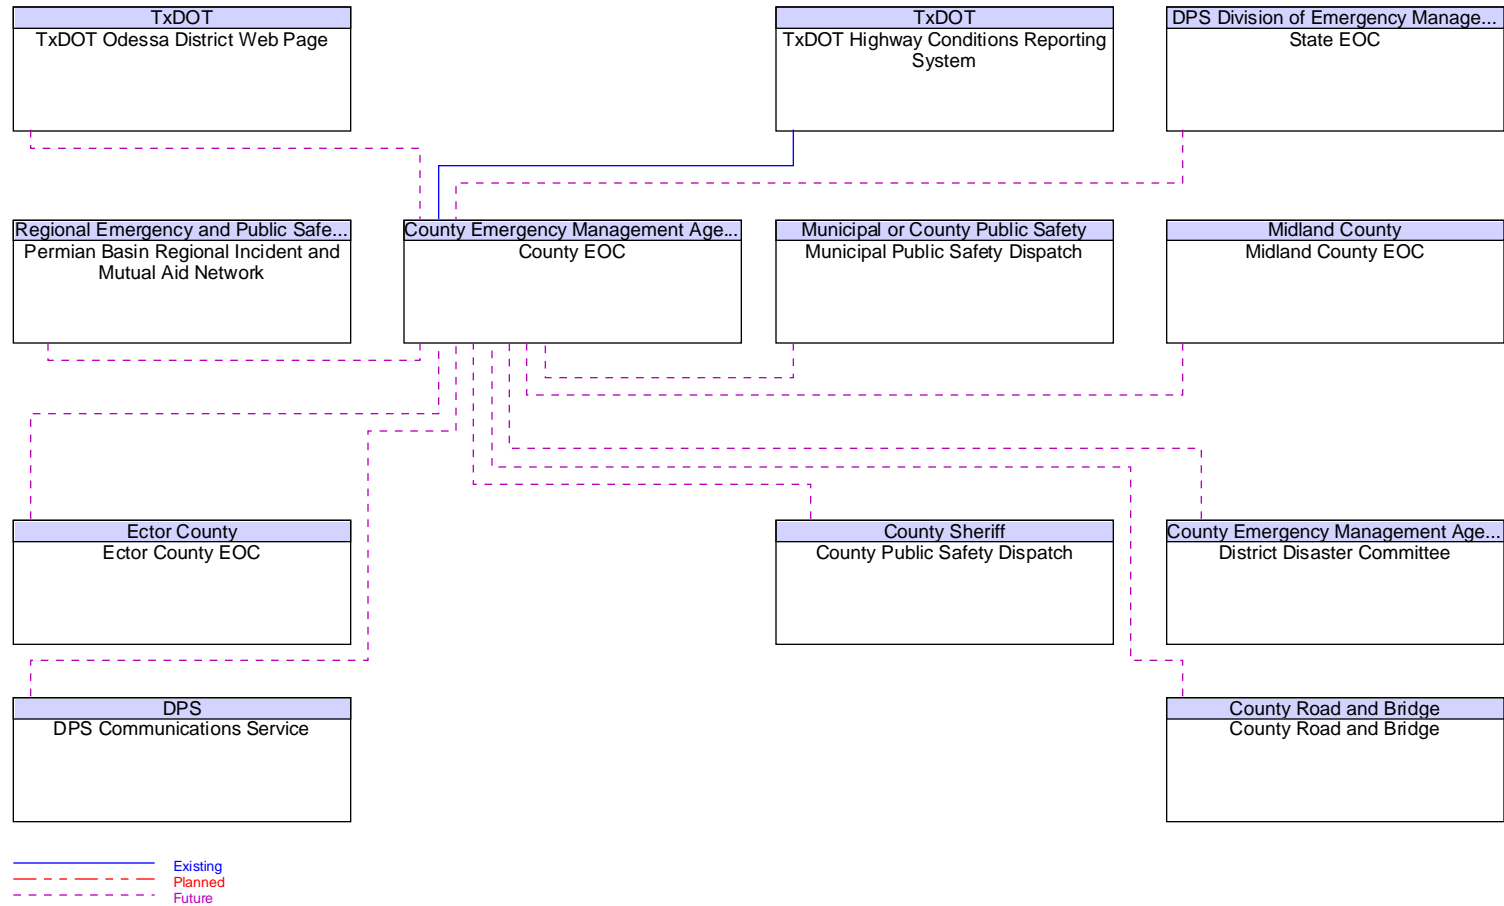 TxDOT
TxDOT Odessa District Web Page
TxDOT
TxDOT Highway Conditions Reporting
System
DPS Division of Emergency Manage...
State EOC
Regional Emergency and Public Safe...
Permian Basin Regional Incident and
Mutual Aid Network
County Emergency Management Age...
County EOC
Municipal or County Public Safety
Municipal Public Safety Dispatch
Midland County
Midland County EOC
Ector County
Ector County EOC
County Sheriff
County Public Safety Dispatch
County Emergency Management Age...
District Disaster Committee
DPS
DPS Communications Service
County Road and Bridge
County Road and Bridge
Existing
Planned
Future